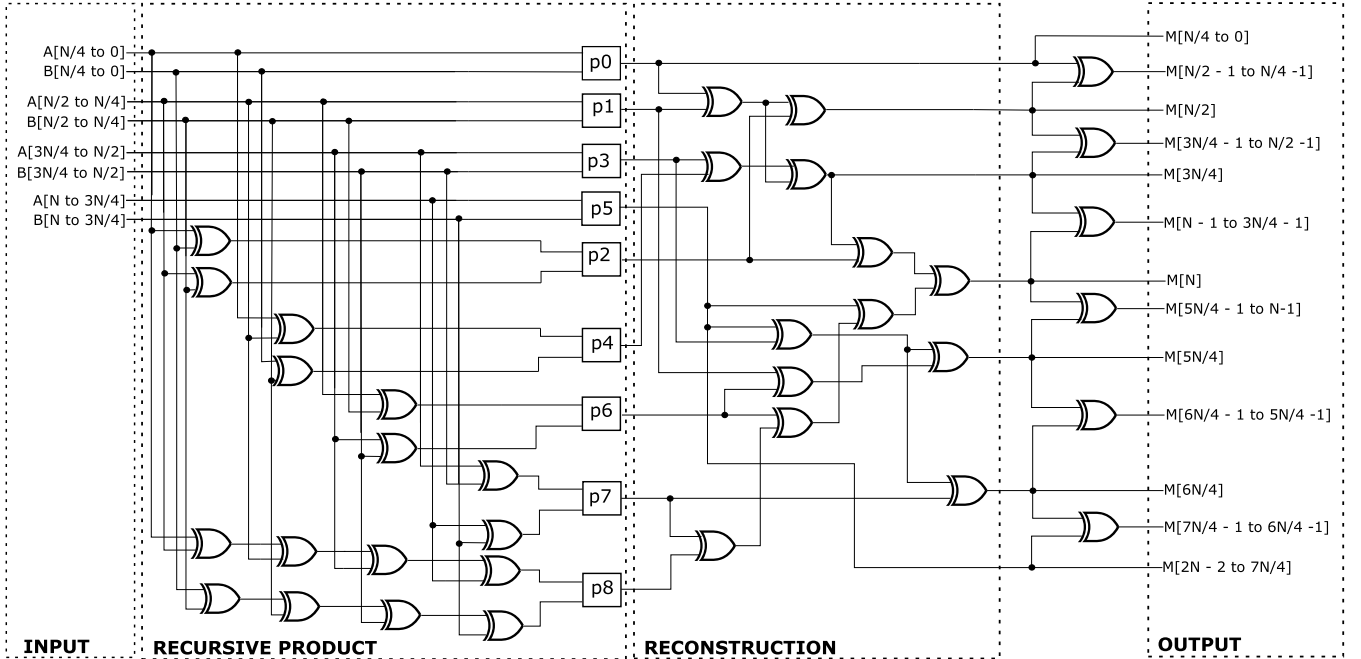 A[N/4 to 0]
B[N/4 to 0]
A[N/2 to N/4]
B[N/2 to N/4]
A[3N/4 to N/2]
B[3N/4 to N/2]
A[N to 3N/4]
B[N to 3N/4]
p0
p1
p3
p5
p2
p4
p6
p7
p8
M[N/4 to 0]
M[N/2 - 1 to N/4 -1]
M[N/2]
M[3N/4 - 1 to N/2 -1]
M[3N/4]
M[N - 1 to 3N/4 - 1]
M[N]
M[5N/4 - 1 to N-1]
M[5N/4]
M[6N/4 - 1 to 5N/4 -1]
M[6N/4]
M[7N/4 - 1 to 6N/4 -1]
M[2N - 2 to 7N/4]
INPUT
RECURSIVE PRODUCT
RECONSTRUCTION
OUTPUT